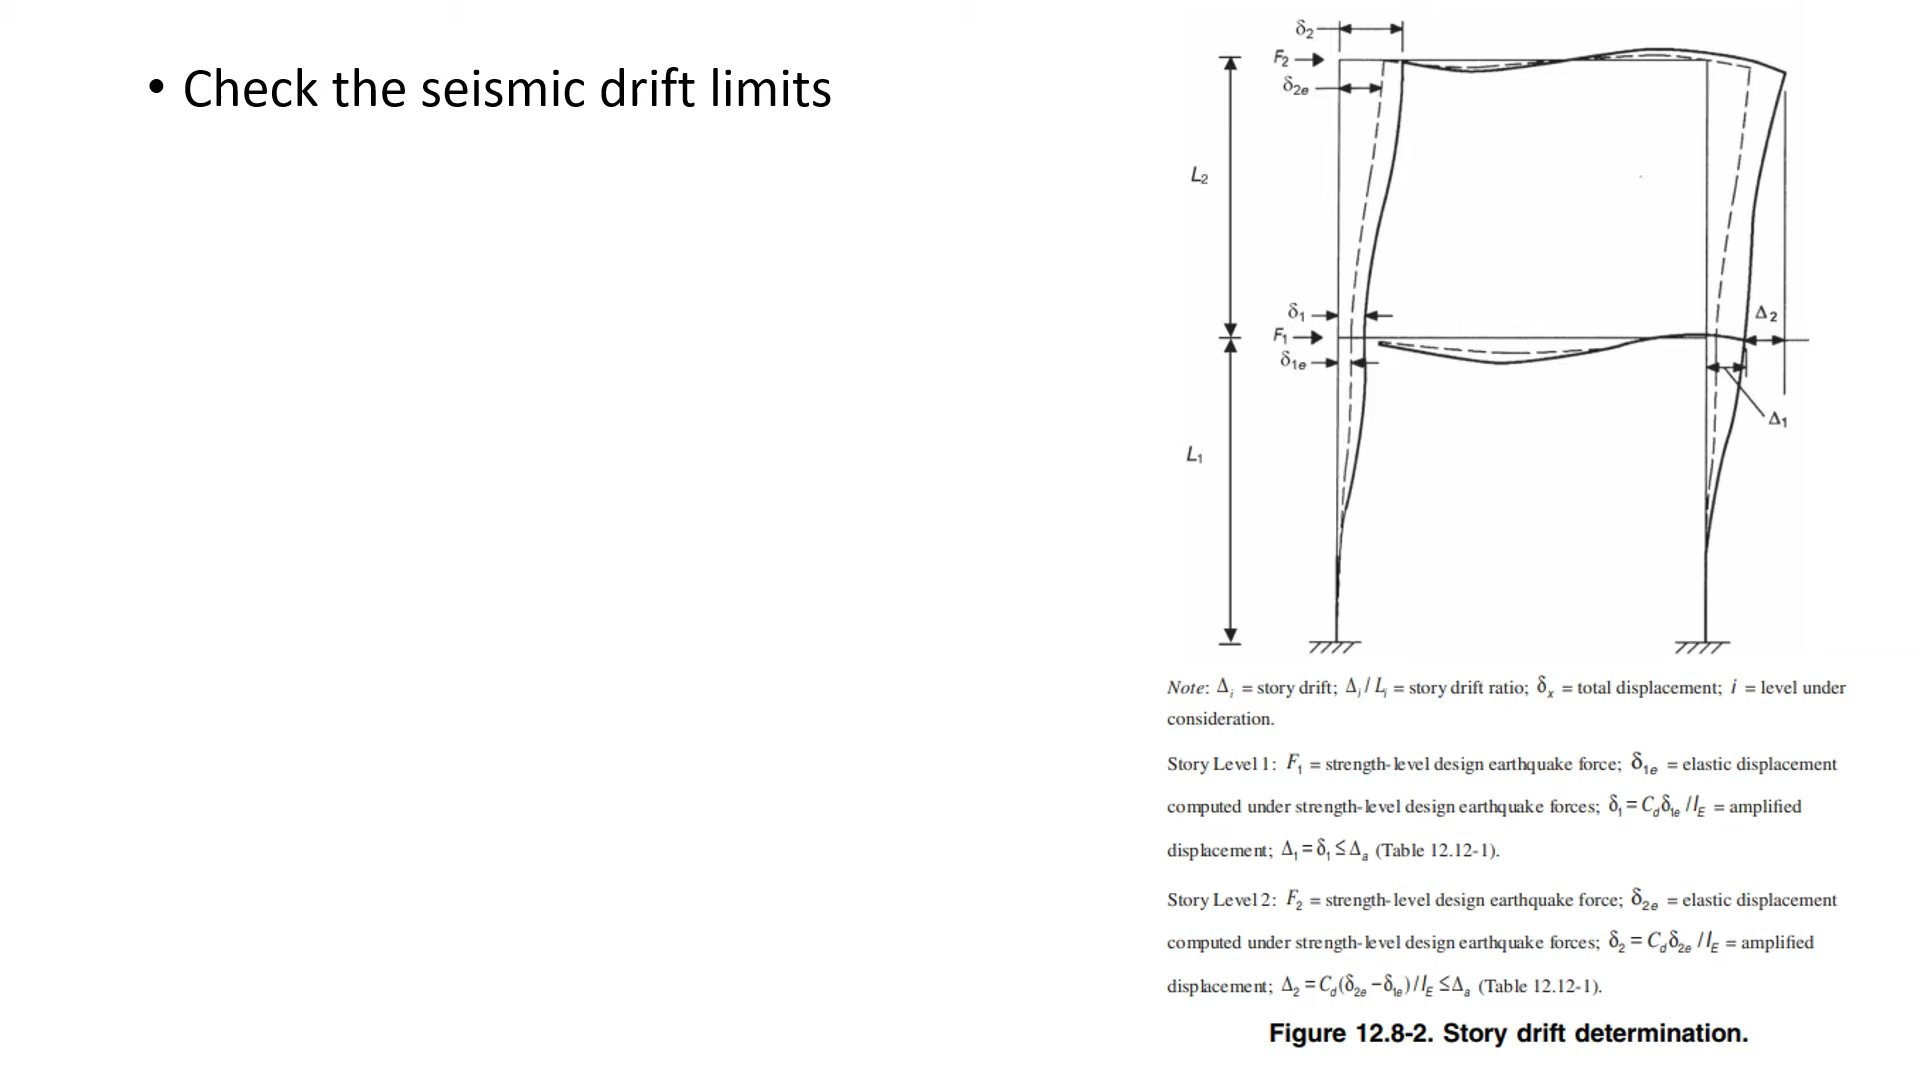 • Check the seismic drift limits
δ2
F2
δ2e
L2
δ1
F1
δ1e
Δ2
Δ1
L1
Note: Δi = story drift; Δi / Li = story drift ratio; δx = total displacement; i = level under
consideration.
Story Level 1: F1 = strength-level design earthquake force; δ1e = elastic displacement
computed under strength-level design earthquake forces; δ1 = Cdδ1e / IE = amplified
displacement; Δ1 = δ1 ≤ Δa (Table 12.12-1).
Story Level 2: F2 = strength-level design earthquake force; δ2e = elastic displacement
computed under strength-level design earthquake forces; δ2 = Cdδ2e / IE = amplified
displacement; Δ2 = Cd(δ2e − δ1e) / IE ≤ Δa (Table 12.12-1).
Figure 12.8-2. Story drift determination.